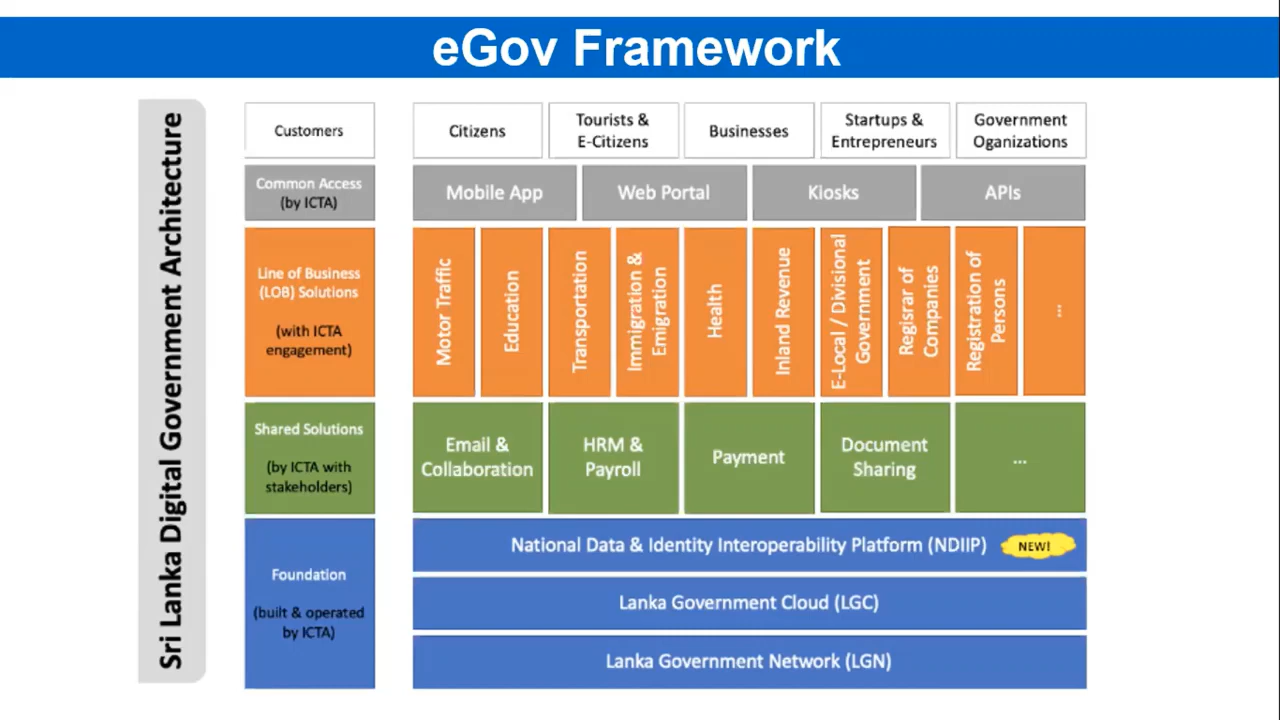 eGov Framework
Sri Lanka Digital Government Architecture
Customers
Citizens
Tourists &
E-Citizens
Businesses
Startups &
Entrepreneurs
Government
Oganizations
Common Access
(by ICTA)
Mobile App
Web Portal
Kiosks
APIs
Line of Business
(LOB) Solutions
(with ICTA
engagement)
Motor Traffic
Education
Transportation
Immigration &
Emigration
Health
Inland Revenue
E-Local / Divisional
Government
Regisrar of
Companies
Registration of
Persons
...
Shared Solutions
(by ICTA with
stakeholders)
Email &
Collaboration
HRM &
Payroll
Payment
Document
Sharing
...
Foundation
(built & operated
by ICTA)
National Data & Identity Interoperability Platform (NDIIP)
NEW!
Lanka Government Cloud (LGC)
Lanka Government Network (LGN)